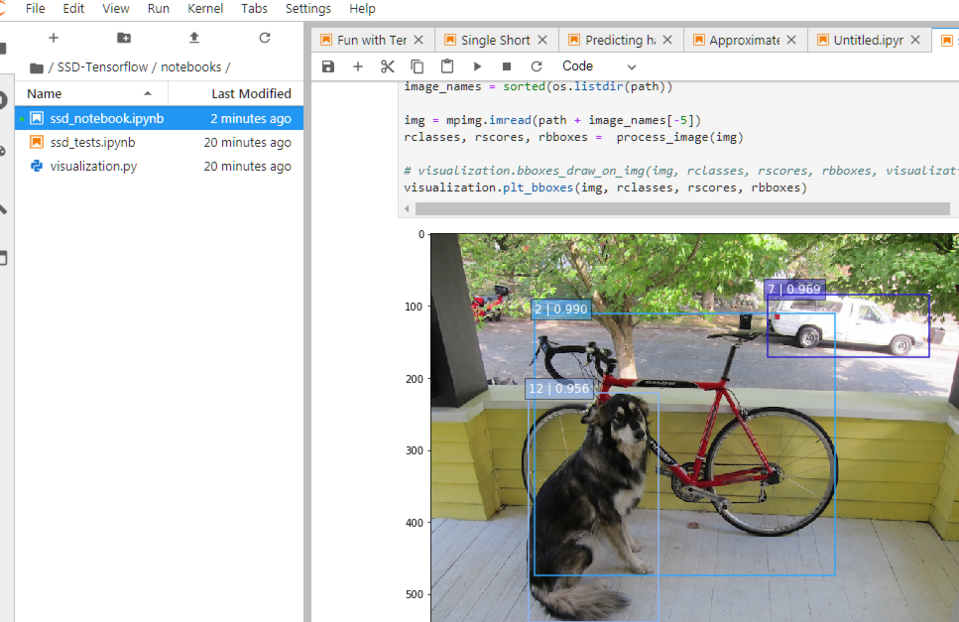 File Edit View Run Kernel Tabs Settings Help
/ SSD-Tensorflow / notebooks /
Name Last Modified
ssd_notebook.ipynb 2 minutes ago
ssd_tests.ipynb 20 minutes ago
visualization.py 20 minutes ago
Fun with Ter Single Short Predicting ha Approximate Untitled.ipyr
Code
image_names = sorted(os.listdir(path))
img = mpimg.imread(path + image_names[-5])
rclasses, rscores, rbboxes = process_image(img)
# visualization.bboxes_draw_on_img(img, rclasses, rscores, rbboxes, visualizati
visualization.plt_bboxes(img, rclasses, rscores, rbboxes)
0
100
200
300
400
500
7 | 0.969
2 | 0.990
12 | 0.956